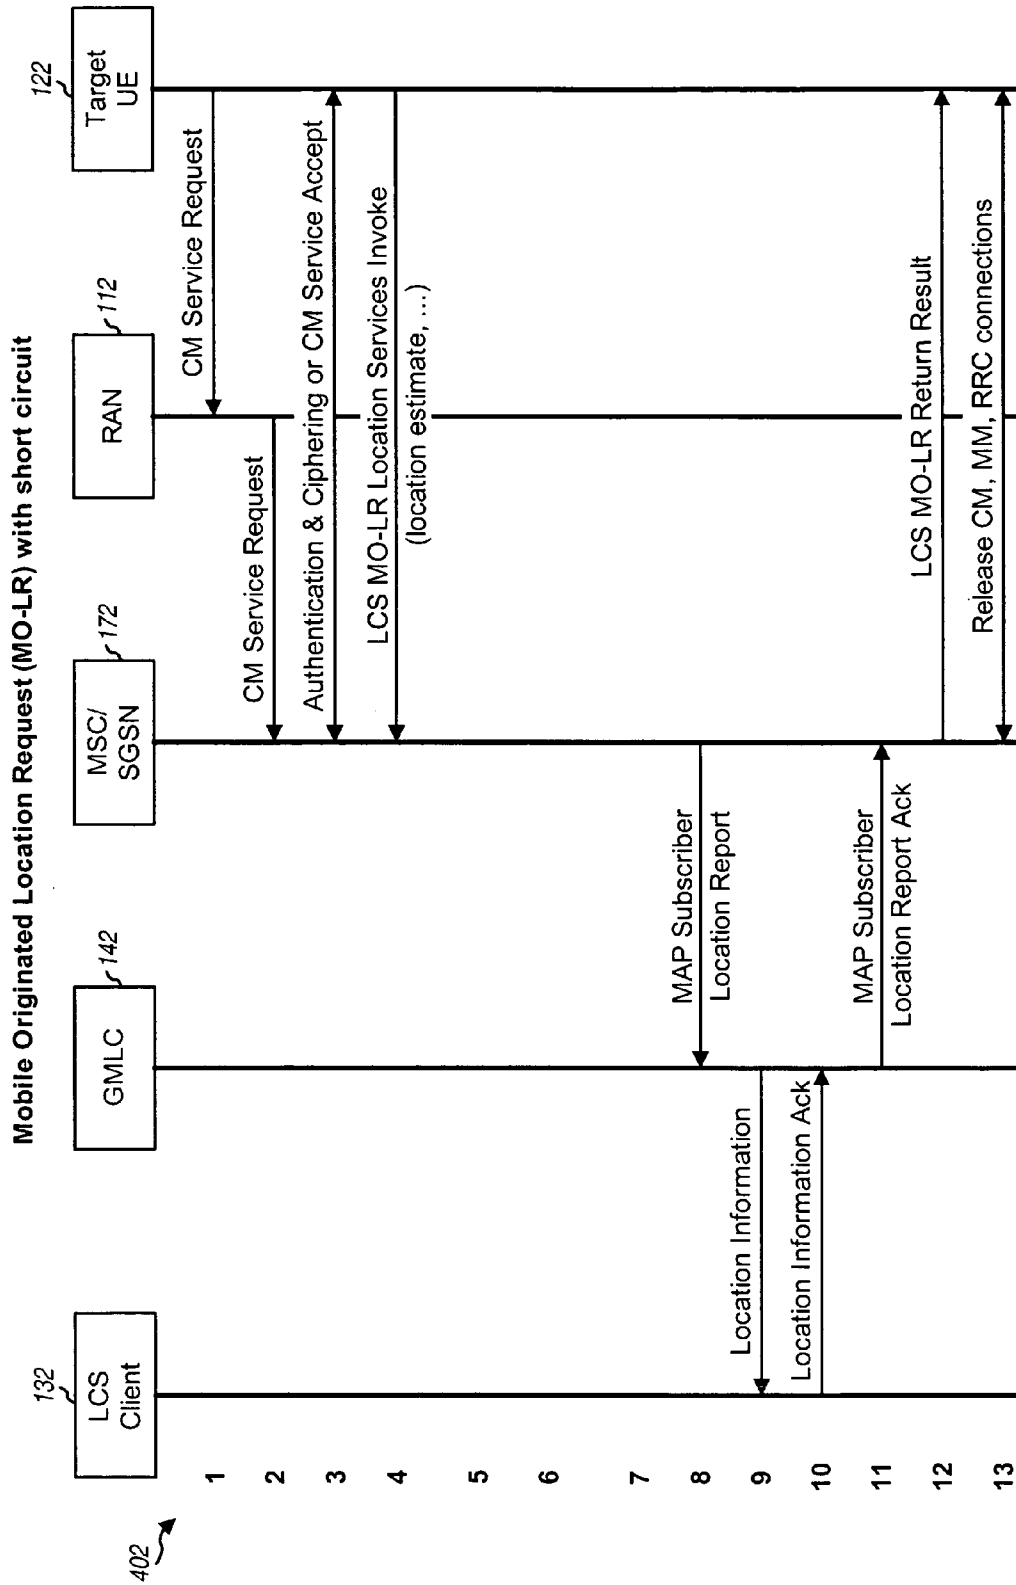 Mobile Originated Location Request (MO-LR) with short circuit
402
132
LCS
Client
142
GMLC
172
MSC/
SGSN
112
RAN
122
Target
UE
1
CM Service Request
2
CM Service Request
3
Authentication & Ciphering or CM Service Accept
4
LCS MO-LR Location Services Invoke
(location estimate, ...)
5
6
7
8
MAP Subscriber
Location Report
9
Location Information
10
Location Information Ack
11
MAP Subscriber
Location Report Ack
12
LCS MO-LR Return Result
13
Release CM, MM, RRC connections